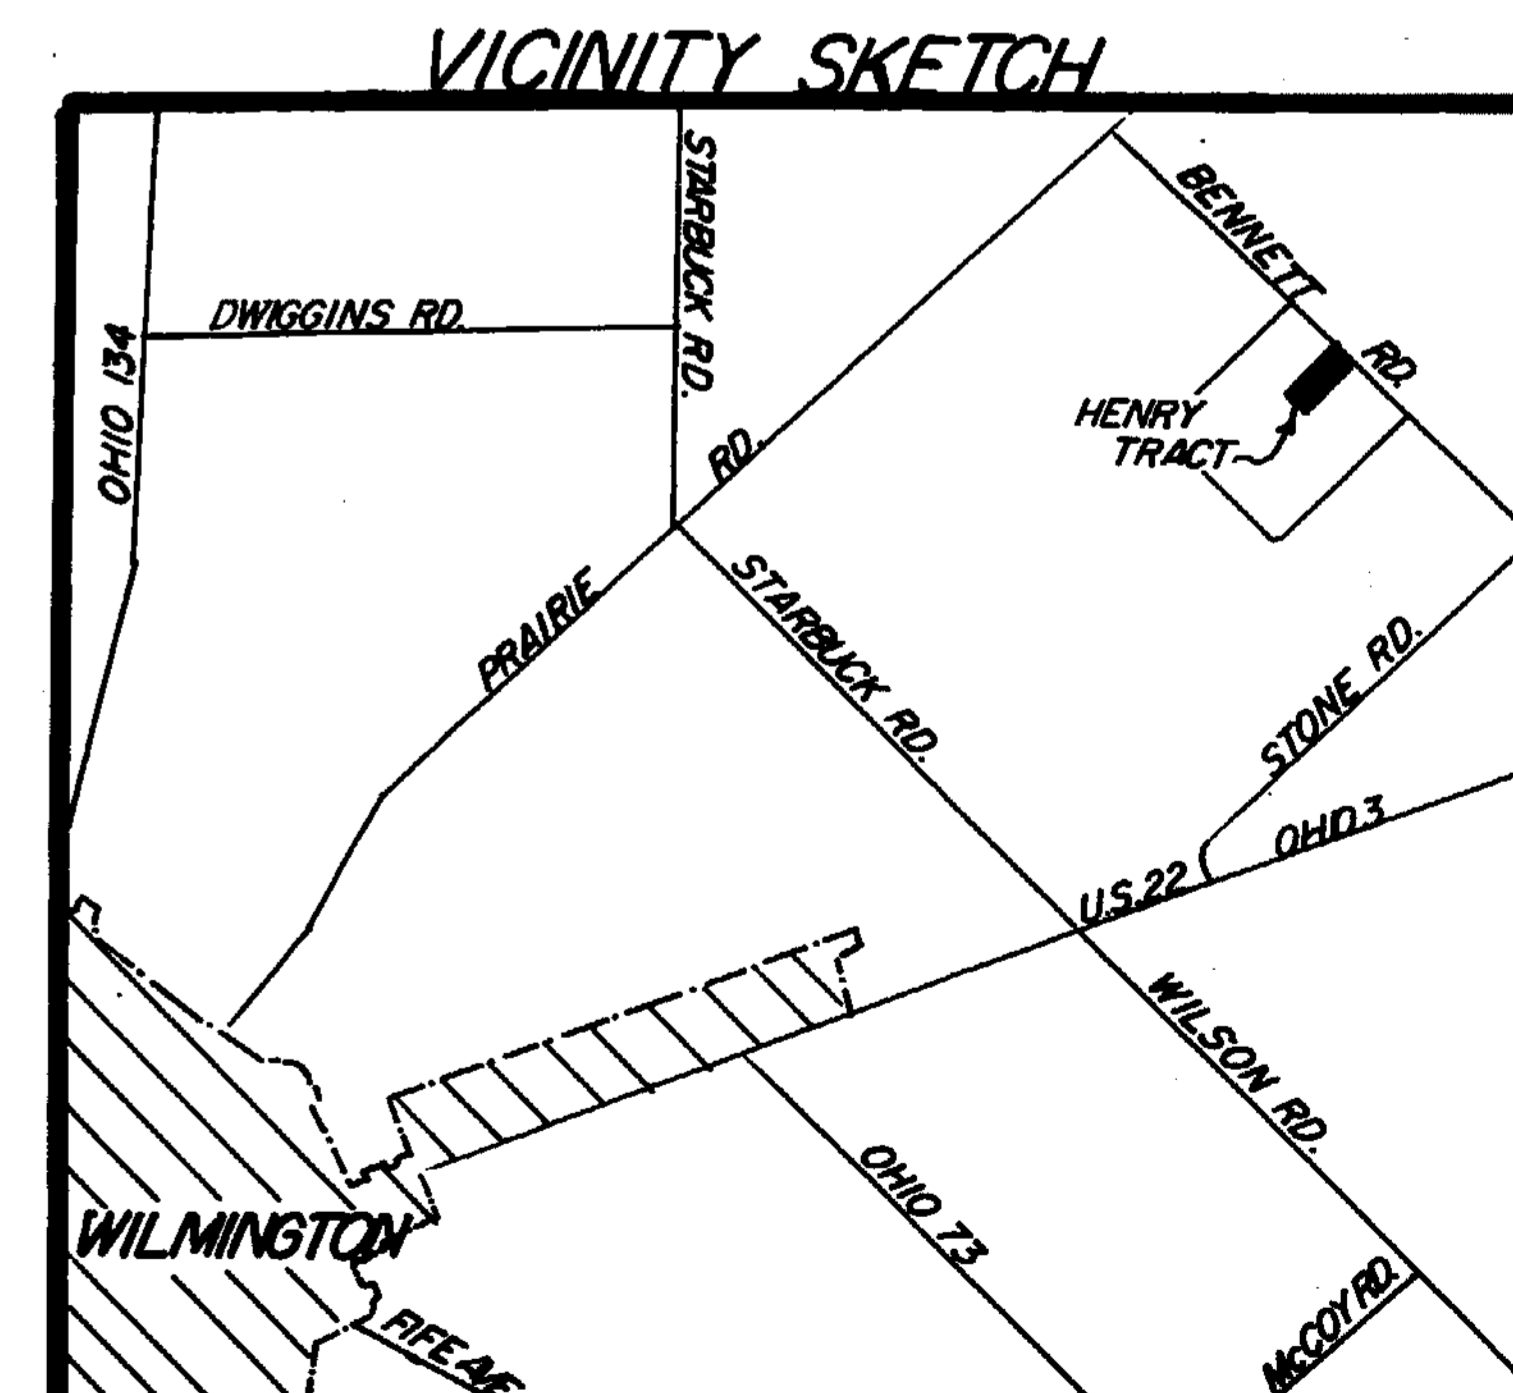 VICINITY SKETCH
STARBUCK RD.
BENNETT RD.
DWIGGINS RD.
OHIO 134
HENRY
TRACT
PRAIRIE RD.
STARBUCK RD.
STONE RD.
OHIO 3
U.S. 22
WILSON RD.
OHIO 73
WILMINGTON
McCOY RD.
FIFE AVE